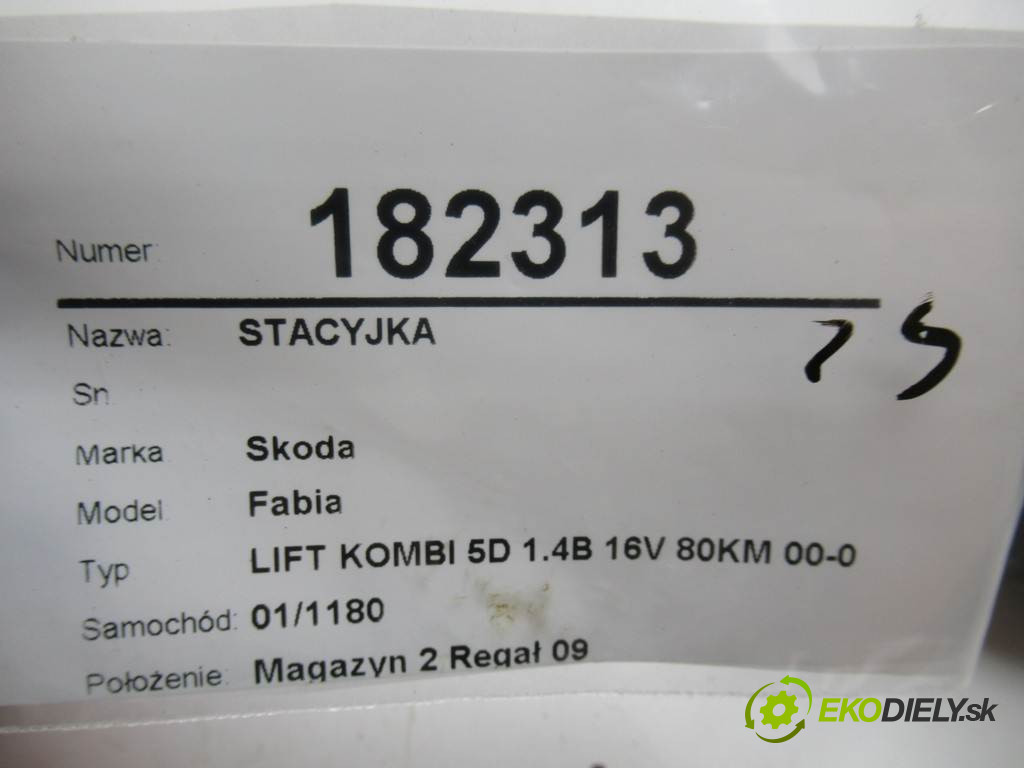 Numer: 182313
Nazwa: STACYJKA
Sn
Marka Skoda
Model Fabia
Typ LIFT KOMBI 5D 1.4B 16V 80KM 00-0
Samochód: 01/1180
Położenie: Magazyn 2 Regał 09
EKODIELY.sk